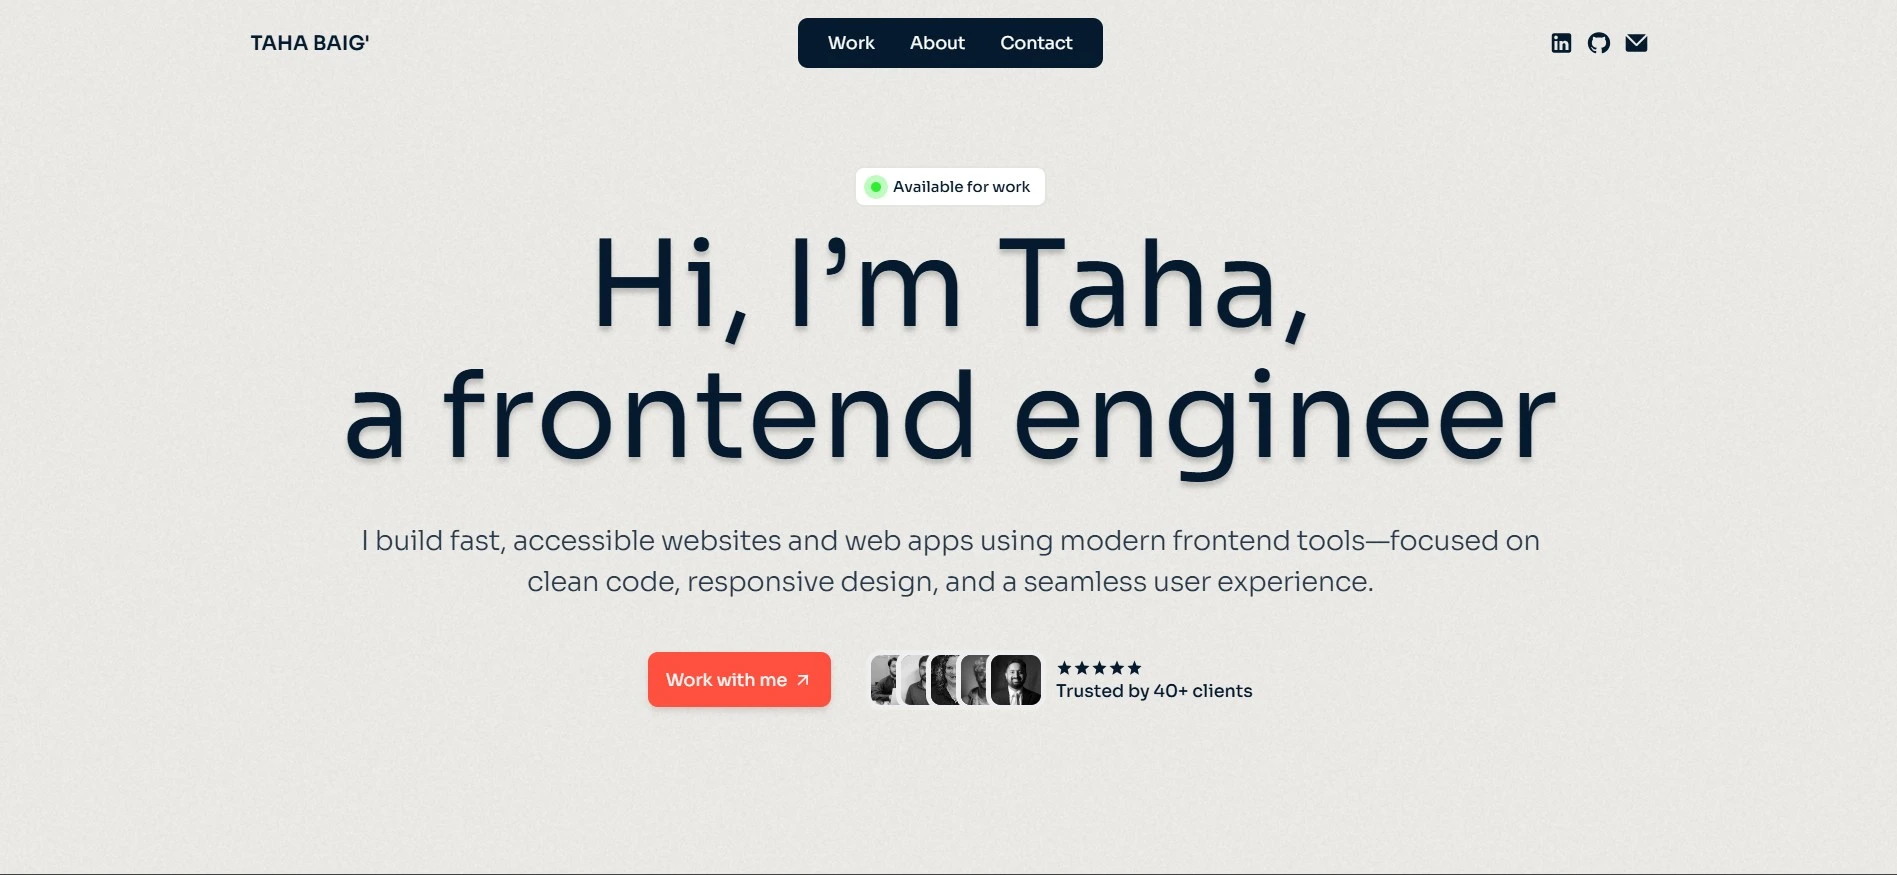 TAHA BAIG'
Work About Contact
Available for work
Hi, I’m Taha,
a frontend engineer
I build fast, accessible websites and web apps using modern frontend tools—focused on
clean code, responsive design, and a seamless user experience.
Work with me
Trusted by 40+ clients